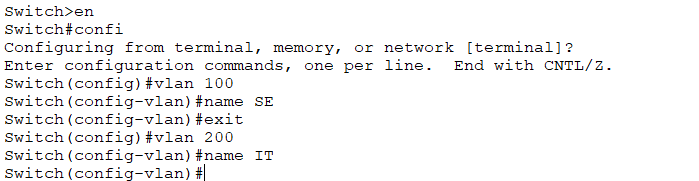 Switch>en
Switch#confi
Configuring from terminal, memory, or network [terminal]?
Enter configuration commands, one per line.  End with CNTL/Z.
Switch(config)#vlan 100
Switch(config-vlan)#name SE
Switch(config-vlan)#exit
Switch(config)#vlan 200
Switch(config-vlan)#name IT
Switch(config-vlan)#